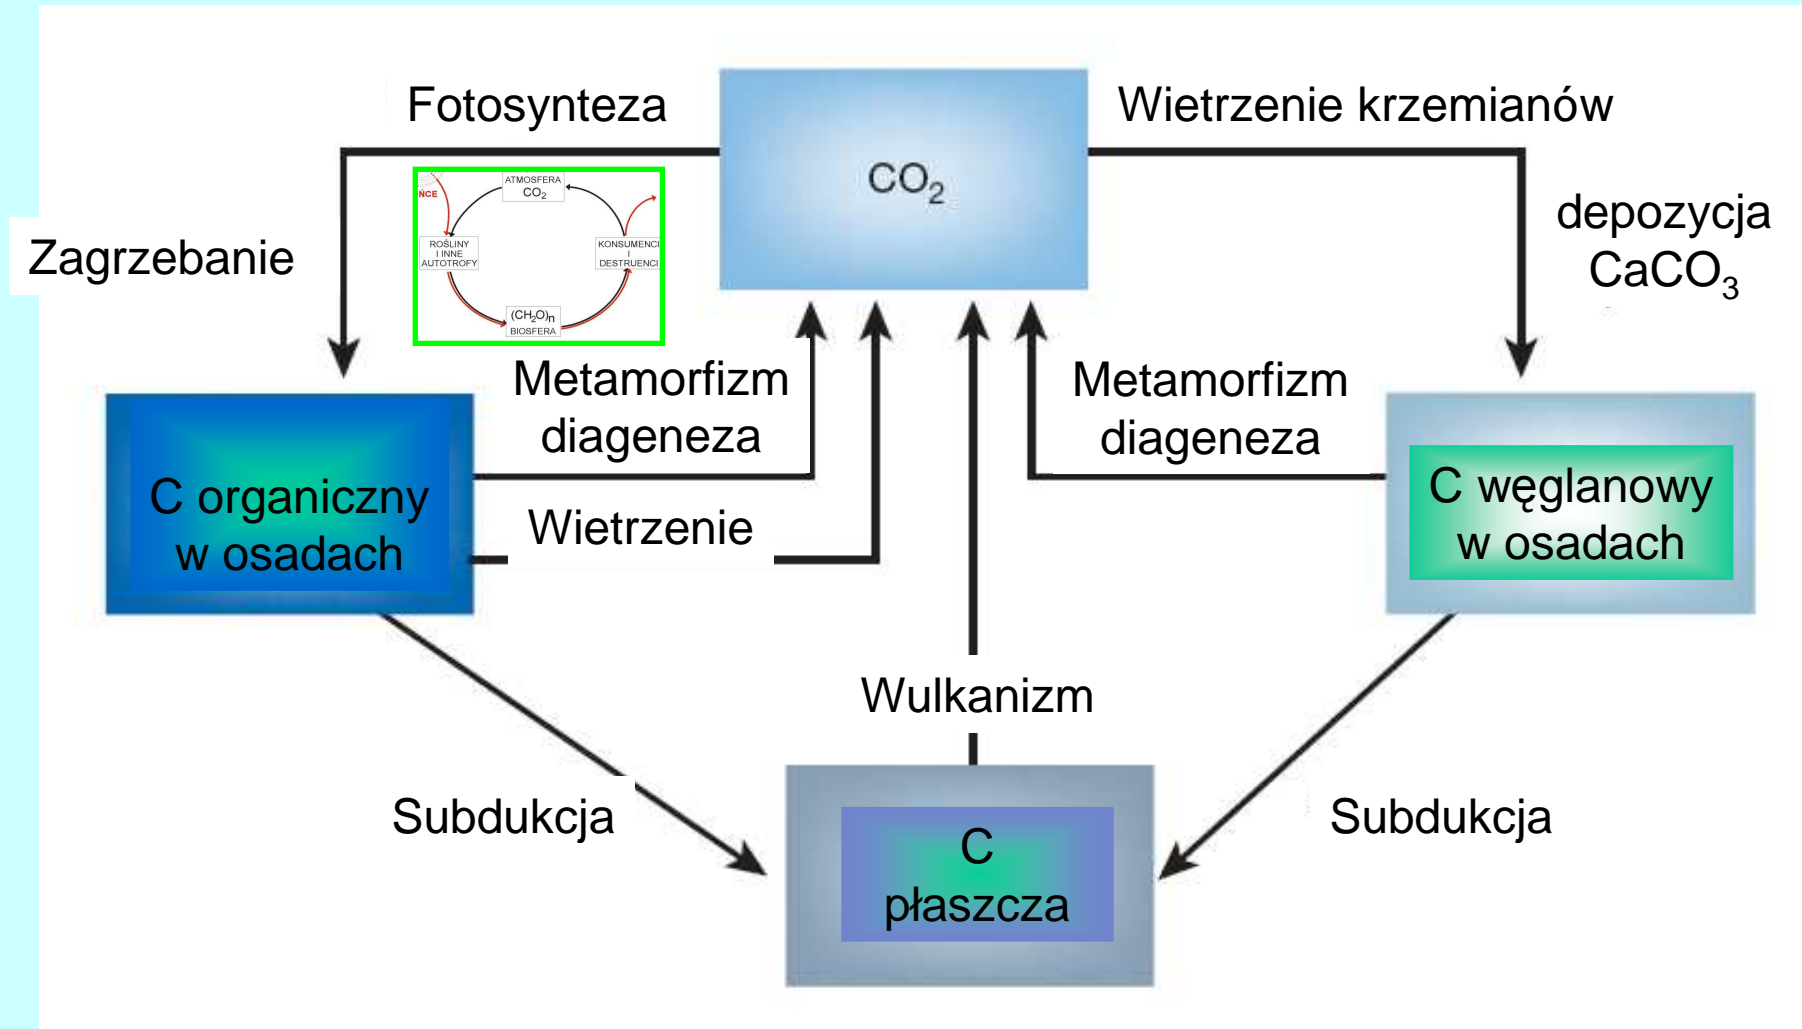 Fotosynteza
CO2
Wietrzenie krzemianów
Zagrzebanie
depozycja
CaCO3
ŃCE
ATMOSFERA
CO2
ROŚLINY
I INNE
AUTOTROFY
KONSUMENCI
I
DESTRUENCI
(CH2O)n
BIOSFERA
Metamorfizm
diageneza
Metamorfizm
diageneza
C organiczny
w osadach
Wietrzenie
C węglanowy
w osadach
Wulkanizm
Subdukcja
Subdukcja
C
płaszcza